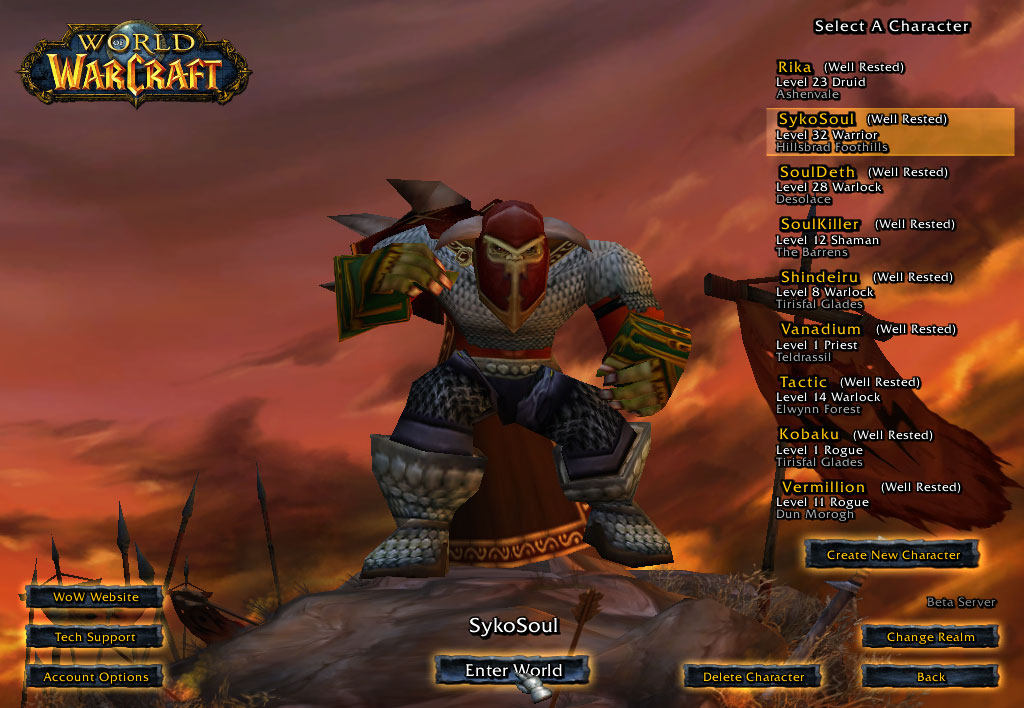 WORLD
OF
WARCRAFT
Select A Character
Rika (Well Rested)
Level 23 Druid
Ashenvale
SykoSoul (Well Rested)
Level 32 Warrior
Hillsbrad Foothills
SoulDeth (Well Rested)
Level 28 Warlock
Desolace
SoulKiller (Well Rested)
Level 12 Shaman
The Barrens
Shindeiru (Well Rested)
Level 8 Warlock
Tirisfal Glades
Vanadium (Well Rested)
Level 1 Priest
Teldrassil
Tactic (Well Rested)
Level 14 Warlock
Elwynn Forest
Kobaku (Well Rested)
Level 1 Rogue
Tirisfal Glades
Vermillion (Well Rested)
Level 11 Rogue
Dun Morogh
Create New Character
WoW Website
Tech Support
Account Options
SykoSoul
Enter World
Delete Character
Beta Server
Change Realm
Back